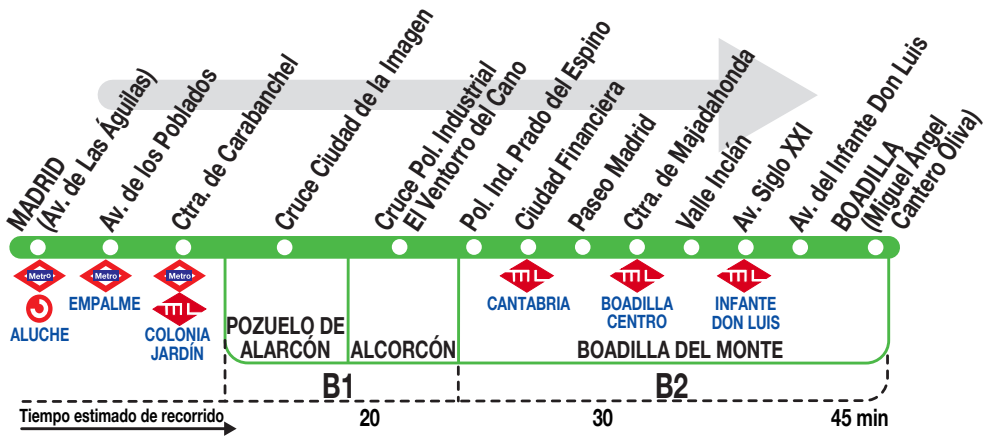 MADRID
(Av. de Las Águilas)
Av. de los Poblados
Ctra. de Carabanchel
Cruce Ciudad de la Imagen
Cruce Pol. Industrial
El Ventorro del Cano
Pol. Ind. Prado del Espino
Ciudad Financiera
Paseo Madrid
Ctra. de Majadahonda
Valle Inclán
Av. Siglo XXI
Av. del Infante Don Luis
BOADILLA
(Miguel Ángel
Cantero Oliva)
Metro
Metro
Metro
ML
ML
ML
ML
ALUCHE
EMPALME
COLONIA
JARDÍN
CANTABRIA
BOADILLA
CENTRO
INFANTE
DON LUIS
POZUELO DE
ALARCÓN
ALCORCÓN
BOADILLA DEL MONTE
B1
B2
Tiempo estimado de recorrido
20
30
45 min